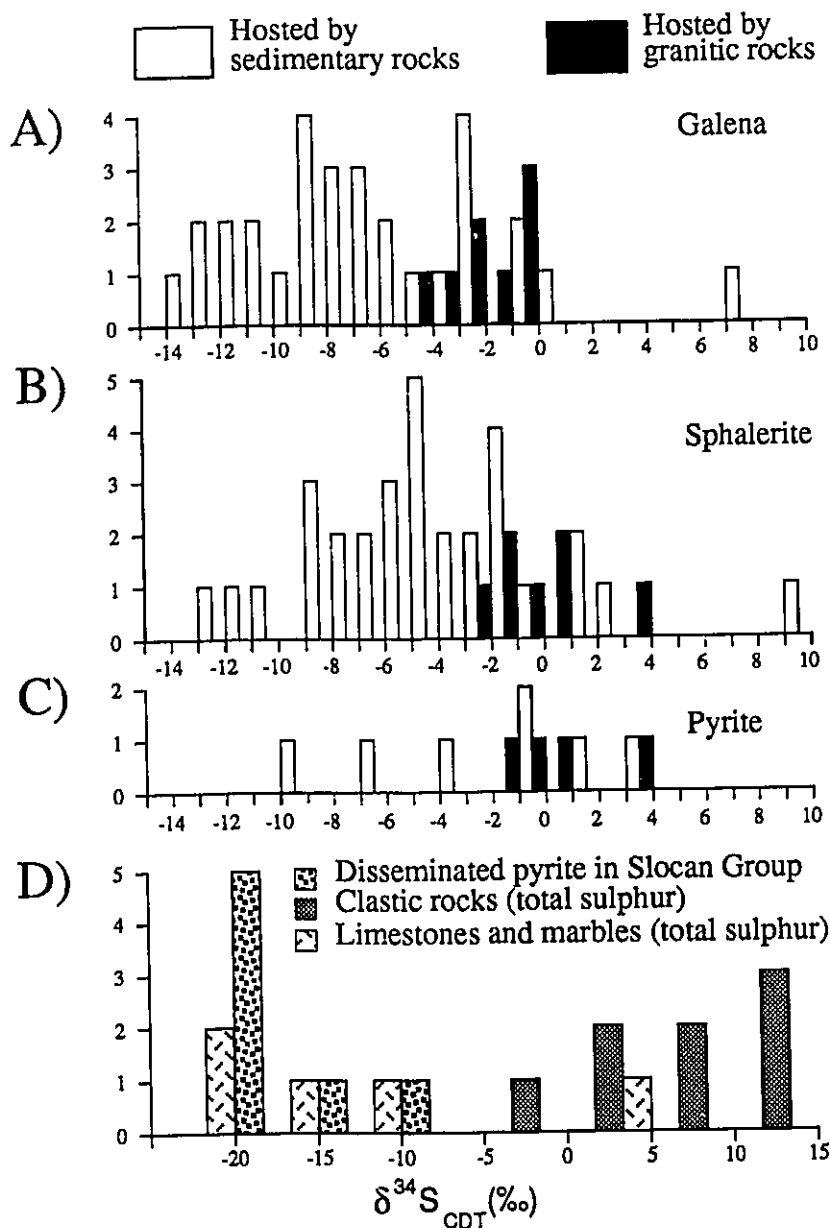 Hosted by
sedimentary rocks
Hosted by
granitic rocks
A)
Galena
4
3
2
1
0
-14 -12 -10 -8 -6 -4 -2 0 2 4 6 8 10
B)
Sphalerite
5
4
3
2
1
0
-14 -12 -10 -8 -6 -4 -2 0 2 4 6 8 10
C)
Pyrite
2
1
0
-14 -12 -10 -8 -6 -4 -2 0 2 4 6 8 10
D)
Disseminated pyrite in Slocan Group
Clastic rocks (total sulphur)
Limestones and marbles (total sulphur)
5
4
3
2
1
0
-20 -15 -10 -5 0 5 10 15
δ³⁴S CDT (‰)